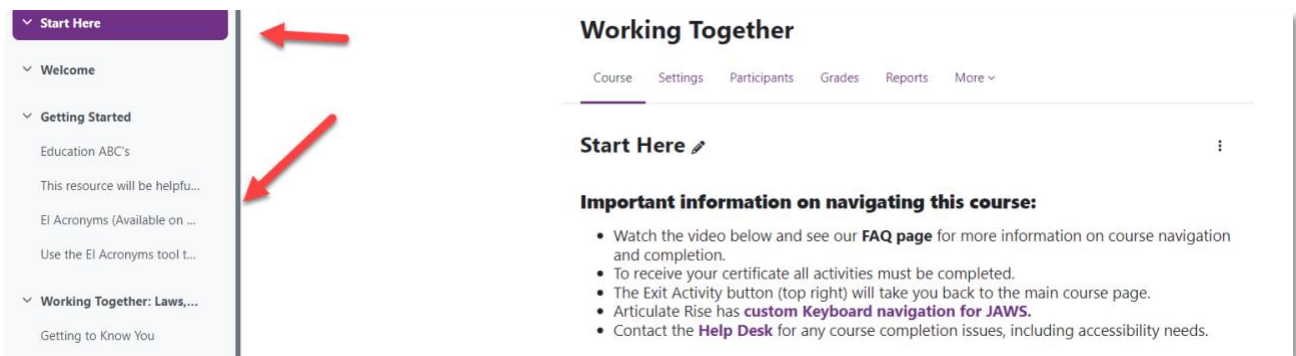 Start Here
Welcome
Getting Started
Education ABC's
This resource will be helpfu...
EI Acronyms (Available on ...
Use the EI Acronyms tool t...
Working Together: Laws,...
Getting to Know You
Working Together
Course Settings Participants Grades Reports More
Start Here
Important information on navigating this course:
• Watch the video below and see our FAQ page for more information on course navigation
and completion.
• To receive your certificate all activities must be completed.
• The Exit Activity button (top right) will take you back to the main course page.
• Articulate Rise has custom Keyboard navigation for JAWS.
• Contact the Help Desk for any course completion issues, including accessibility needs.